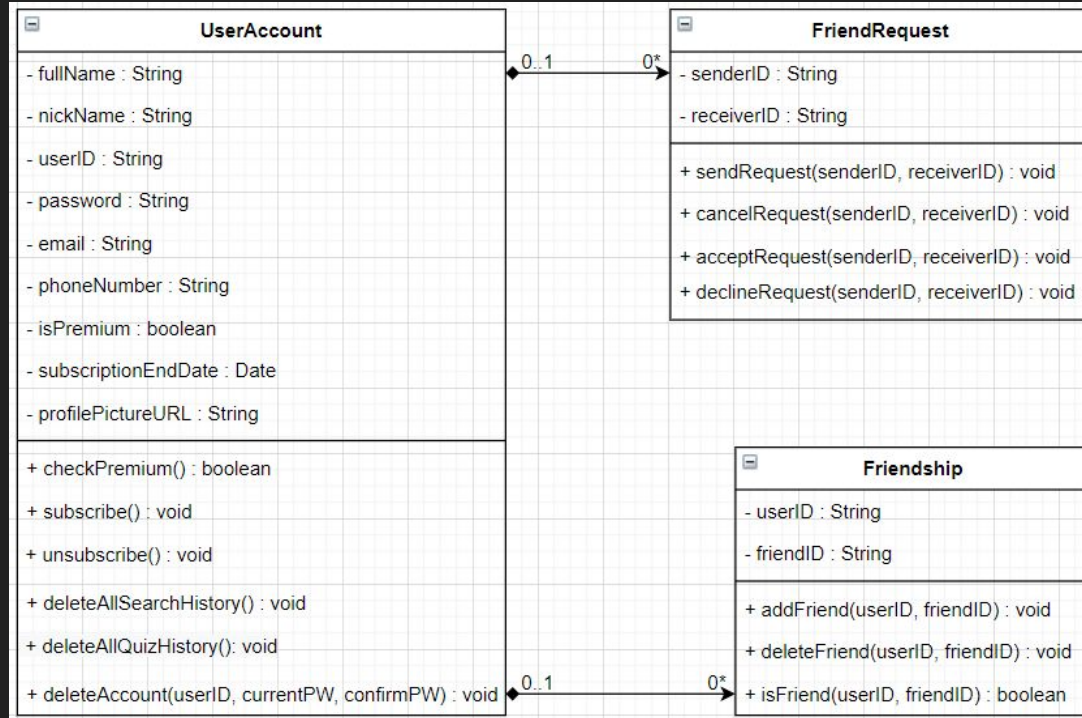 UserAccount
- fullName : String
- nickName : String
- userID : String
- password : String
- email : String
- phoneNumber : String
- isPremium : boolean
- subscriptionEndDate : Date
- profilePictureURL : String
+ checkPremium() : boolean
+ subscribe() : void
+ unsubscribe() : void
+ deleteAllSearchHistory() : void
+ deleteAllQuizHistory(): void
+ deleteAccount(userID, currentPW, confirmPW) : void
0..1 0*
FriendRequest
- senderID : String
- receiverID : String
+ sendRequest(senderID, receiverID) : void
+ cancelRequest(senderID, receiverID) : void
+ acceptRequest(senderID, receiverID) : void
+ declineRequest(senderID, receiverID) : void
0..1 0*
Friendship
- userID : String
- friendID : String
+ addFriend(userID, friendID) : void
+ deleteFriend(userID, friendID) : void
+ isFriend(userID, friendID) : boolean